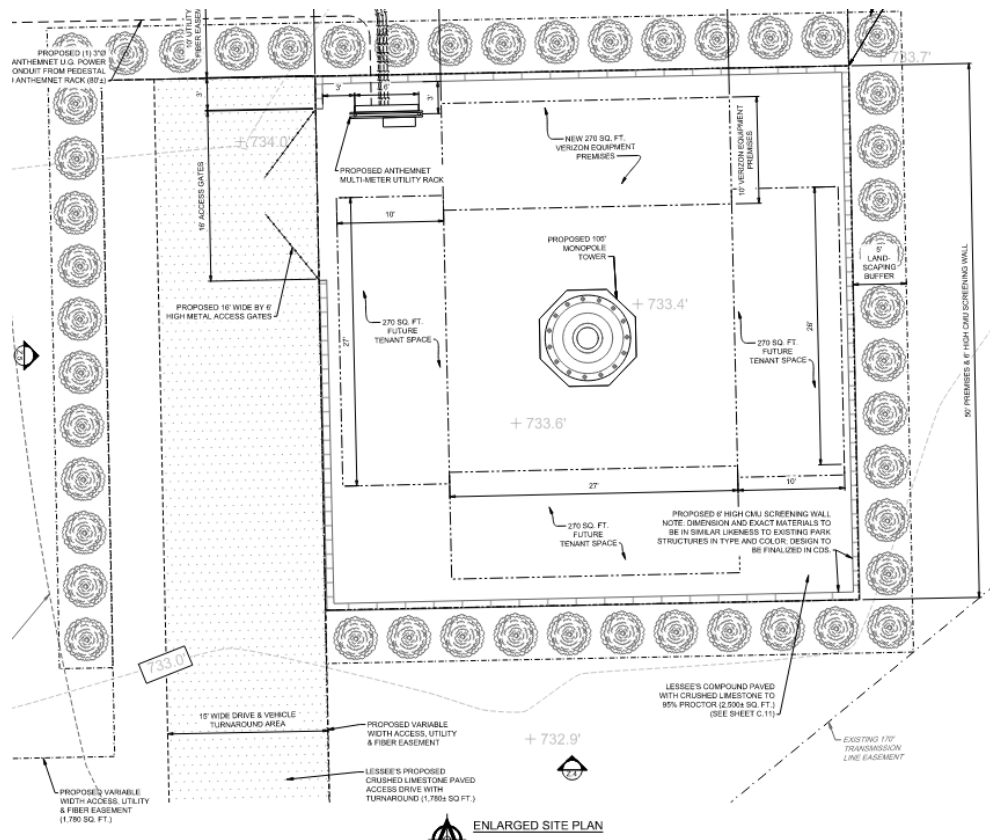 10' UTILITY
FIBER EASEM
PROPOSED (1) 3"Ø
ANTHEMNET U.G. POWER
ONDUIT FROM PEDESTAL
ANTHEMNET RACK (80'±)
733.7'
3'
3'
3'
734.0'
PROPOSED ANTHEMNET
MULTI-METER UTILITY RACK
NEW 270 SQ. FT.
VERIZON EQUIPMENT
PREMISES
10' VERIZON EQUIPMENT
PREMISES
16' ACCESS GATES
10'
PROPOSED 105'
MONOPOLE
TOWER
5'
LAND-
SCAPING
BUFFER
PROPOSED 16' WIDE BY 6'
HIGH METAL ACCESS GATES
733.4'
270 SQ. FT.
FUTURE
TENANT SPACE
27'
270 SQ. FT.
FUTURE
TENANT SPACE
50' PREMISES & 6' HIGH CMU SCREENING WALL
733.6'
27'
10'
PROPOSED 6' HIGH CMU SCREENING WALL
NOTE: DIMENSION AND EXACT MATERIALS TO
BE IN SIMILAR LIKENESS TO EXISTING PARK
STRUCTURES IN TYPE AND COLOR; DESIGN TO
BE FINALIZED IN CDS.
270 SQ. FT.
FUTURE
TENANT SPACE
733.0'
LESSEE'S COMPOUND PAVED
WITH CRUSHED LIMESTONE TO
95% PROCTOR (2,500± SQ. FT.)
(SEE SHEET C.11)
15' WIDE DRIVE & VEHICLE
TURNAROUND AREA
PROPOSED VARIABLE
WIDTH ACCESS, UTILITY
& FIBER EASEMENT
732.9'
EXISTING 170'
TRANSMISSION
LINE EASEMENT
Z.4
LESSEE'S PROPOSED
CRUSHED LIMESTONE PAVED
ACCESS DRIVE WITH
TURNAROUND (1,780± SQ FT.)
PROPOSED VARIABLE
WIDTH ACCESS, UTILITY
& FIBER EASEMENT
(1,780 SQ. FT.)
ENLARGED SITE PLAN